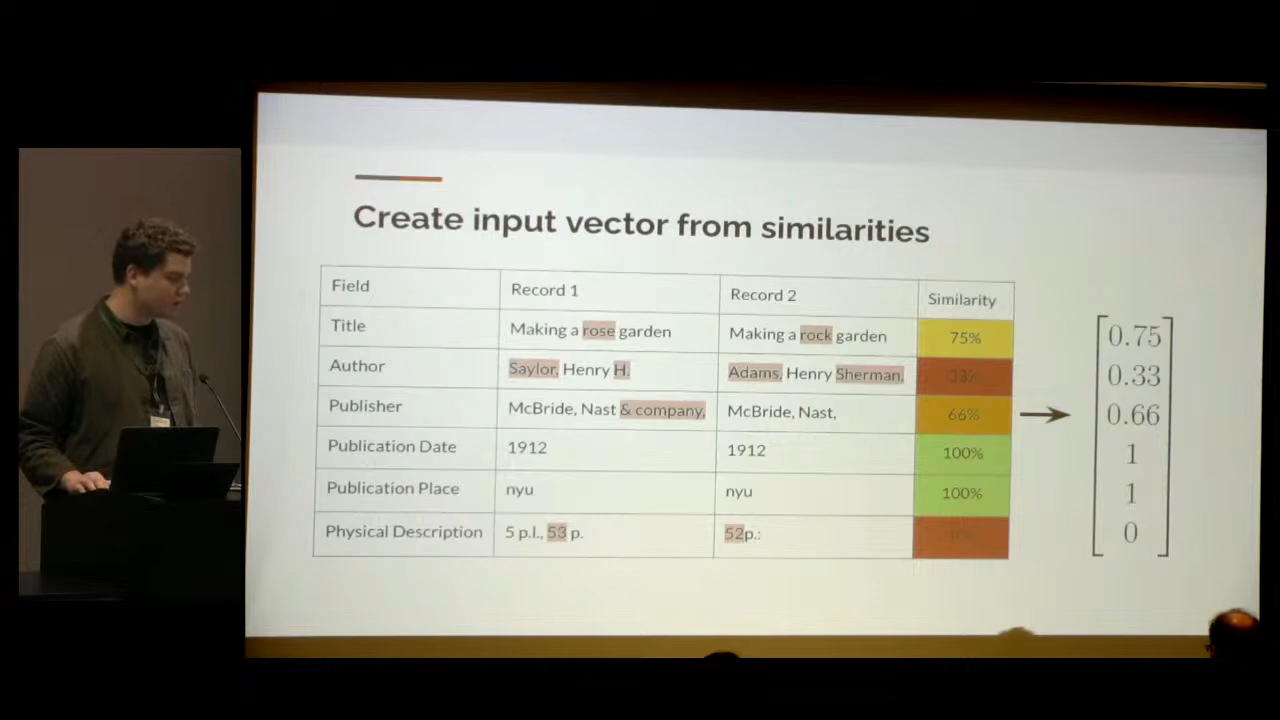 Create input vector from similarities
Field Record 1 Record 2 Similarity
Title Making a rose garden Making a rock garden 75%
Author Saylor, Henry H. Adams, Henry Sherman, 33%
Publisher McBride, Nast & company, McBride, Nast, 66%
Publication Date 1912 1912 100%
Publication Place nyu nyu 100%
Physical Description 5 p.l., 53 p. 52p.: 0%
0.75
0.33
0.66
1
1
0